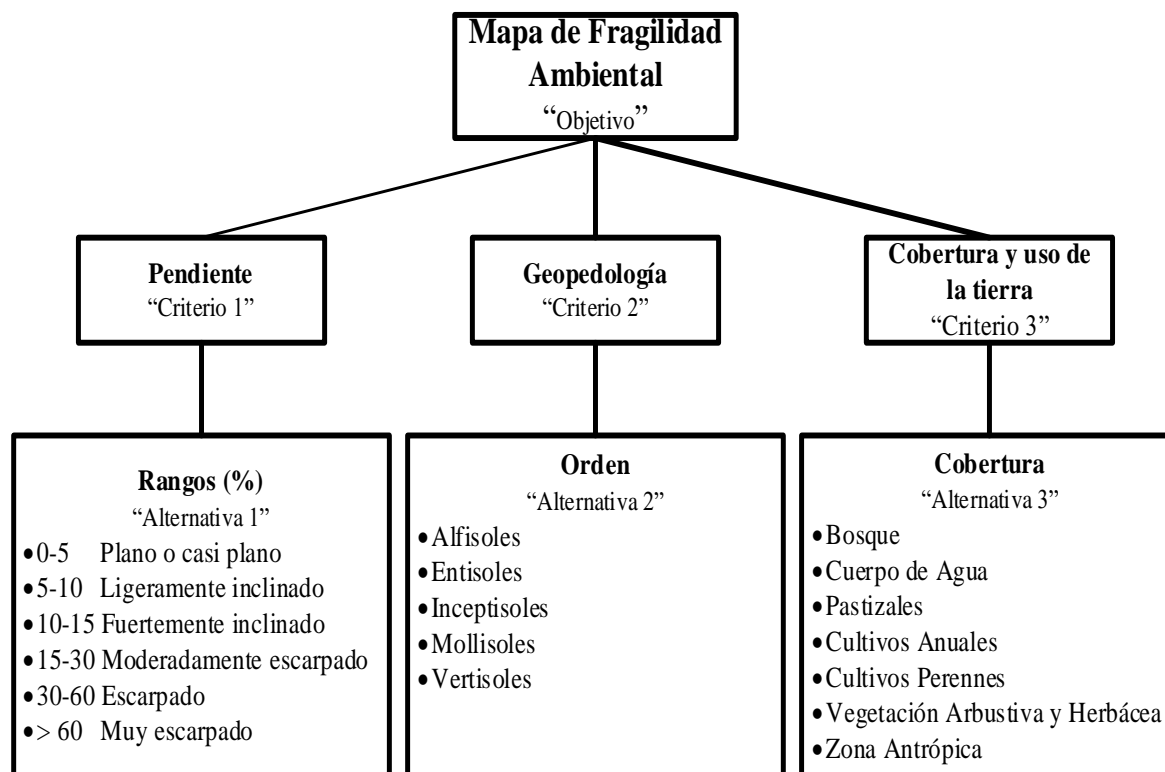 Mapa de Fragilidad
Ambiental
“Objetivo”
Pendiente
“Criterio 1”
Geopedología
“Criterio 2”
Cobertura y uso de
la tierra
“Criterio 3”
Rangos (%)
“Alternativa 1”
•0-5 Plano o casi plano
•5-10 Ligeramente inclinado
•10-15 Fuertemente inclinado
•15-30 Moderadamente escarpado
•30-60 Escarpado
•> 60 Muy escarpado
Orden
“Alternativa 2”
•Alfisoles
•Entisoles
•Inceptisoles
•Mollisoles
•Vertisoles
Cobertura
“Alternativa 3”
•Bosque
•Cuerpo de Agua
•Pastizales
•Cultivos Anuales
•Cultivos Perennes
•Vegetación Arbustiva y Herbácea
•Zona Antrópica